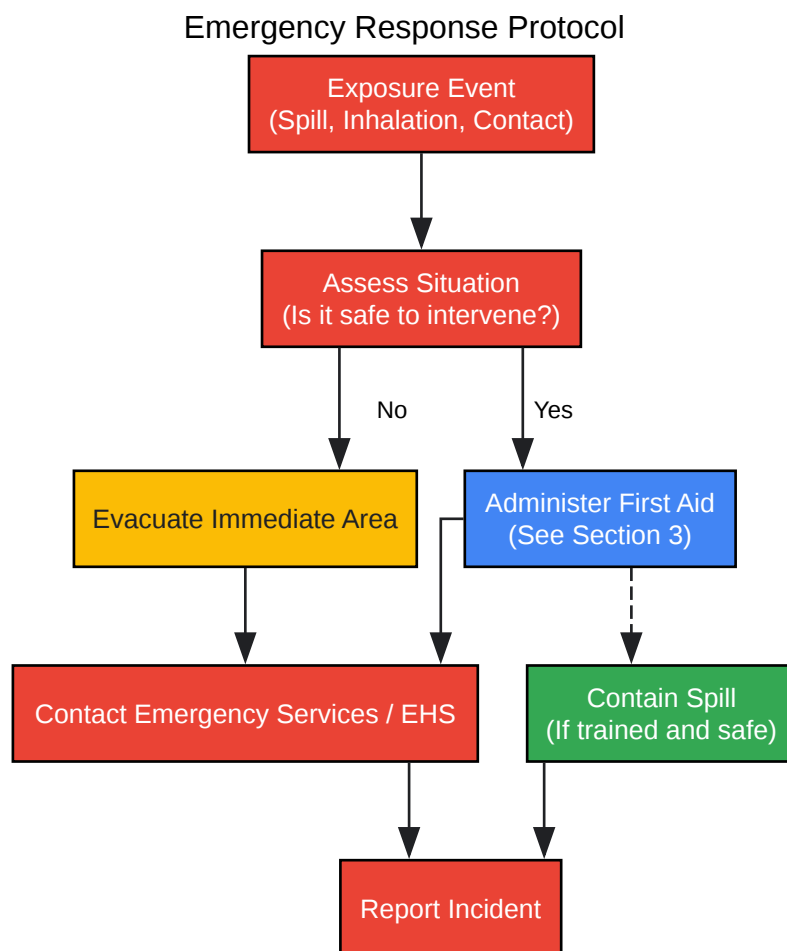 Emergency Response Protocol
Exposure Event
(Spill, Inhalation, Contact)
Assess Situation
(Is it safe to intervene?)
No
Yes
Evacuate Immediate Area
Administer First Aid
(See Section 3)
Contact Emergency Services / EHS
Contain Spill
(If trained and safe)
Report Incident